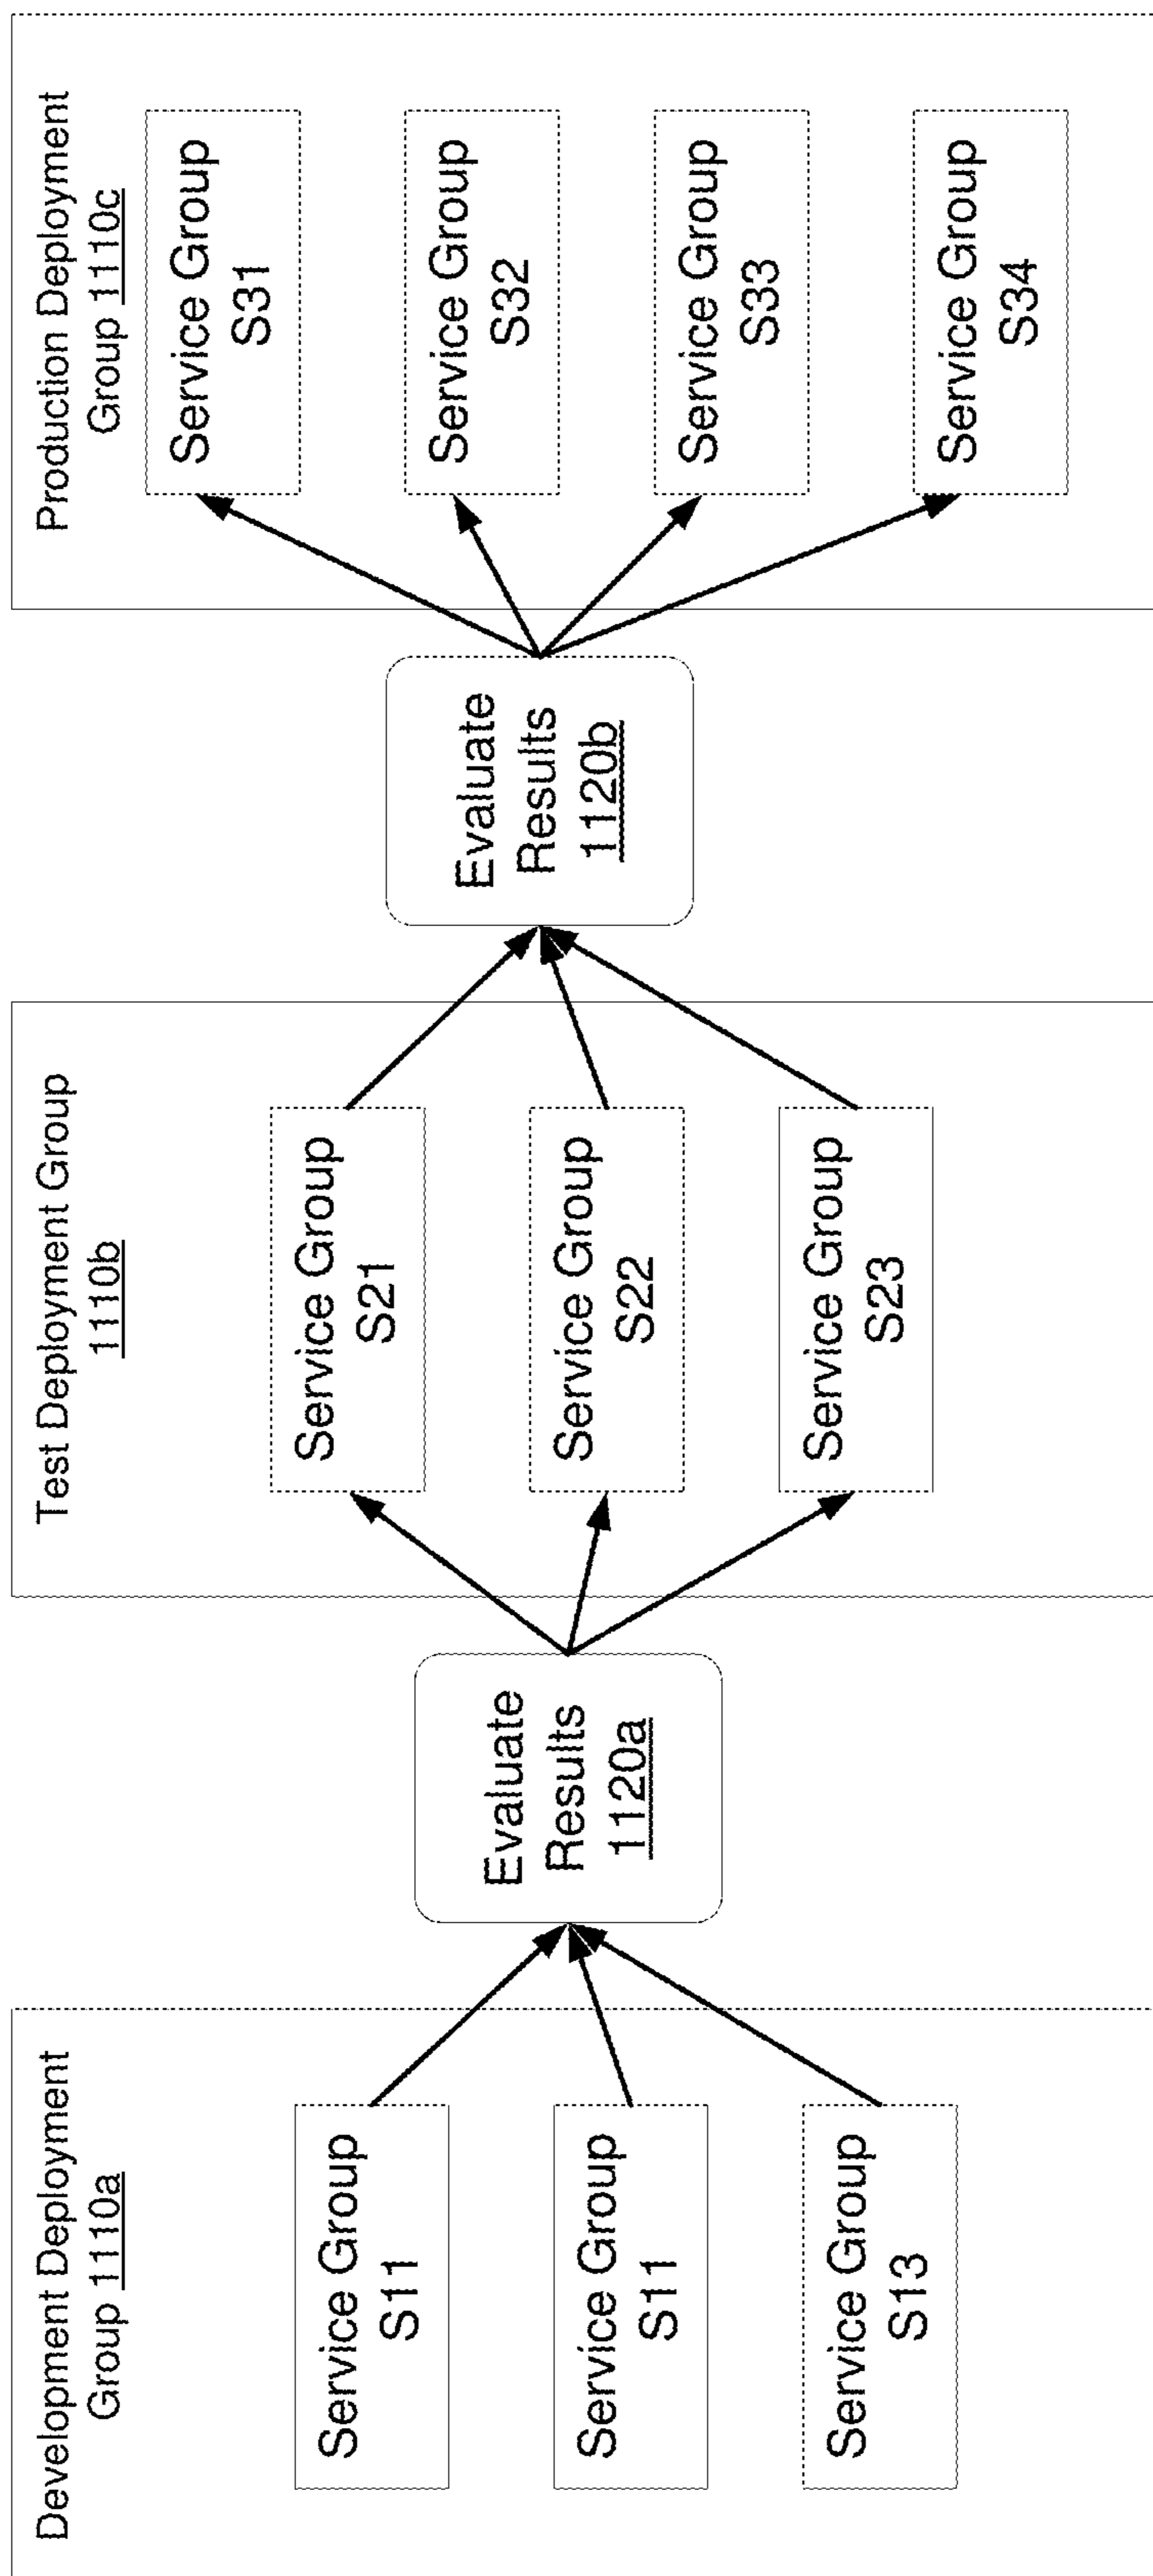 Development Deployment
Group 1110a
Service Group
S11
Service Group
S11
Service Group
S13
Evaluate
Results
1120a
Test Deployment Group
1110b
Service Group
S21
Service Group
S22
Service Group
S23
Evaluate
Results
1120b
Production Deployment
Group 1110c
Service Group
S31
Service Group
S32
Service Group
S33
Service Group
S34